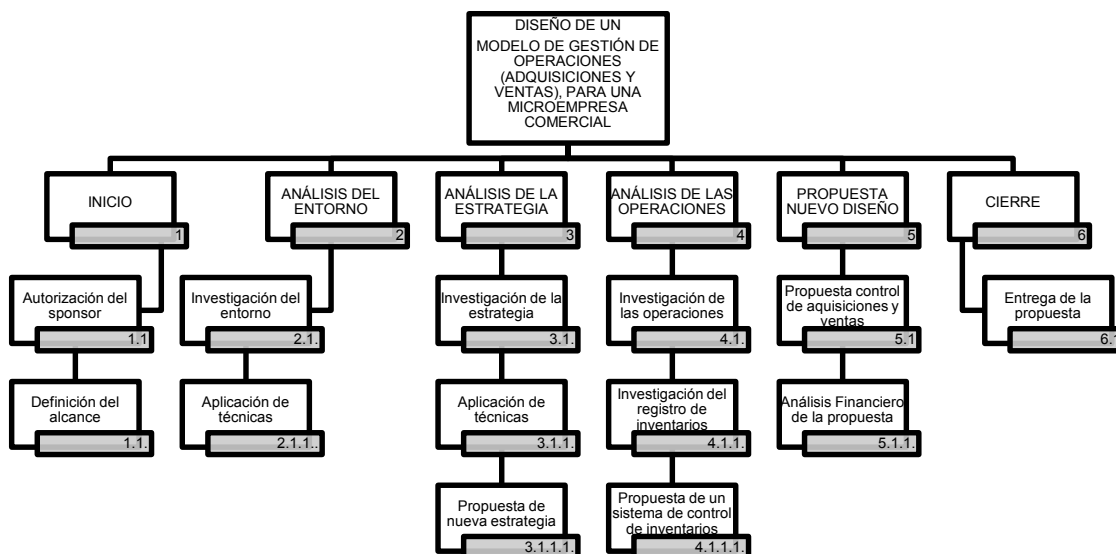 DISEÑO DE UN
MODELO DE GESTIÓN DE
OPERACIONES
(ADQUISICIONES Y
VENTAS), PARA UNA
MICROEMPRESA
COMERCIAL
INICIO
1
ANÁLISIS DEL
ENTORNO
2
ANÁLISIS DE LA
ESTRATEGIA
3
ANÁLISIS DE LAS
OPERACIONES
4
PROPUESTA
NUEVO DISEÑO
5
CIERRE
6
Autorización del
sponsor
1.1
Investigación del
entorno
2.1.
Investigación de la
estrategia
3.1.
Investigación de
las operaciones
4.1.
Propuesta control
de aquisiciones y
ventas
5.1
Entrega de la
propuesta
6.1
Definición del
alcance
1.1.
Aplicación de
técnicas
2.1.1..
Aplicación de
técnicas
3.1.1.
Investigación del
registro de
inventarios
4.1.1.
Análisis Financiero
de la propuesta
5.1.1.
Propuesta de
nueva estrategia
3.1.1.1.
Propuesta de un
sistema de control
de inventarios
4.1.1.1.